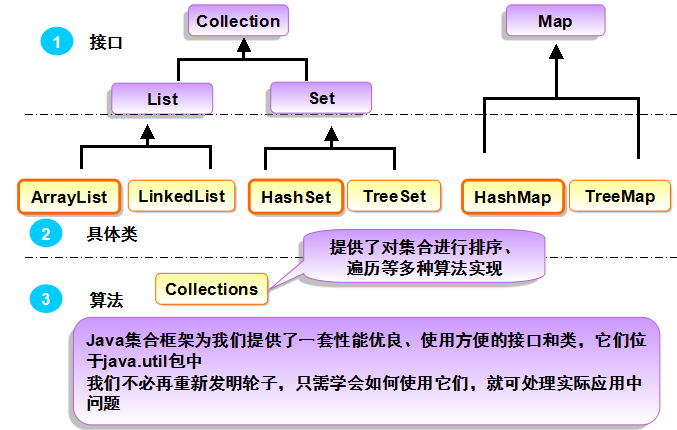 Collection
Map
1 接口
List
Set
ArrayList
LinkedList
HashSet
TreeSet
HashMap
TreeMap
2 具体类
提供了对集合进行排序、
遍历等多种算法实现
3 算法
Collections
Java集合框架为我们提供了一套性能优良、使用方便的接口和类，它们位
于java.util包中
我们不必再重新发明轮子，只需学会如何使用它们，就可处理实际应用中
问题